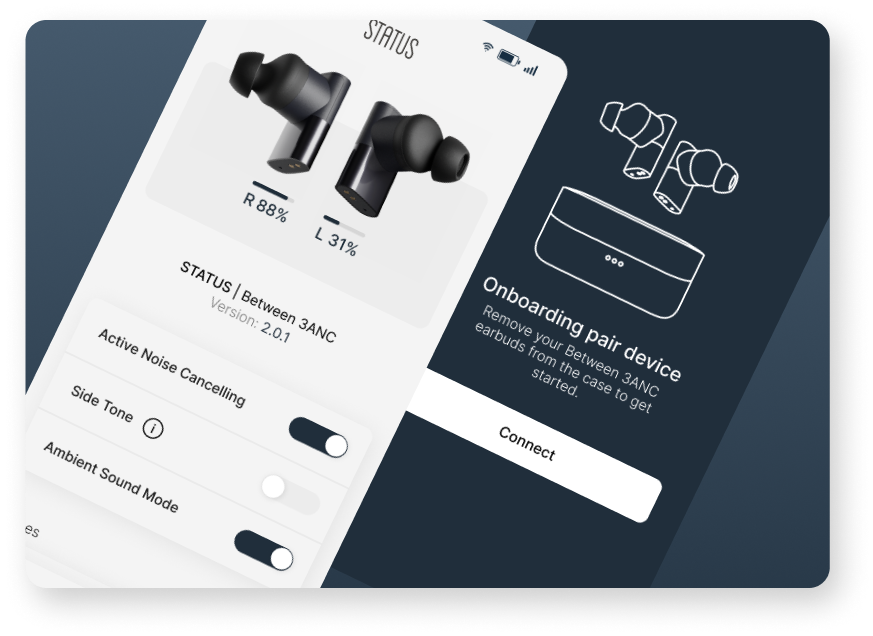 STATUS
R 88%
L 31%
STATUS | Between 3ANC
Version: 2.0.1
Active Noise Cancelling
Side Tone i
Ambient Sound Mode
es
Onboarding pair device
Remove your Between 3ANC
earbuds from the case to get
started.
Connect